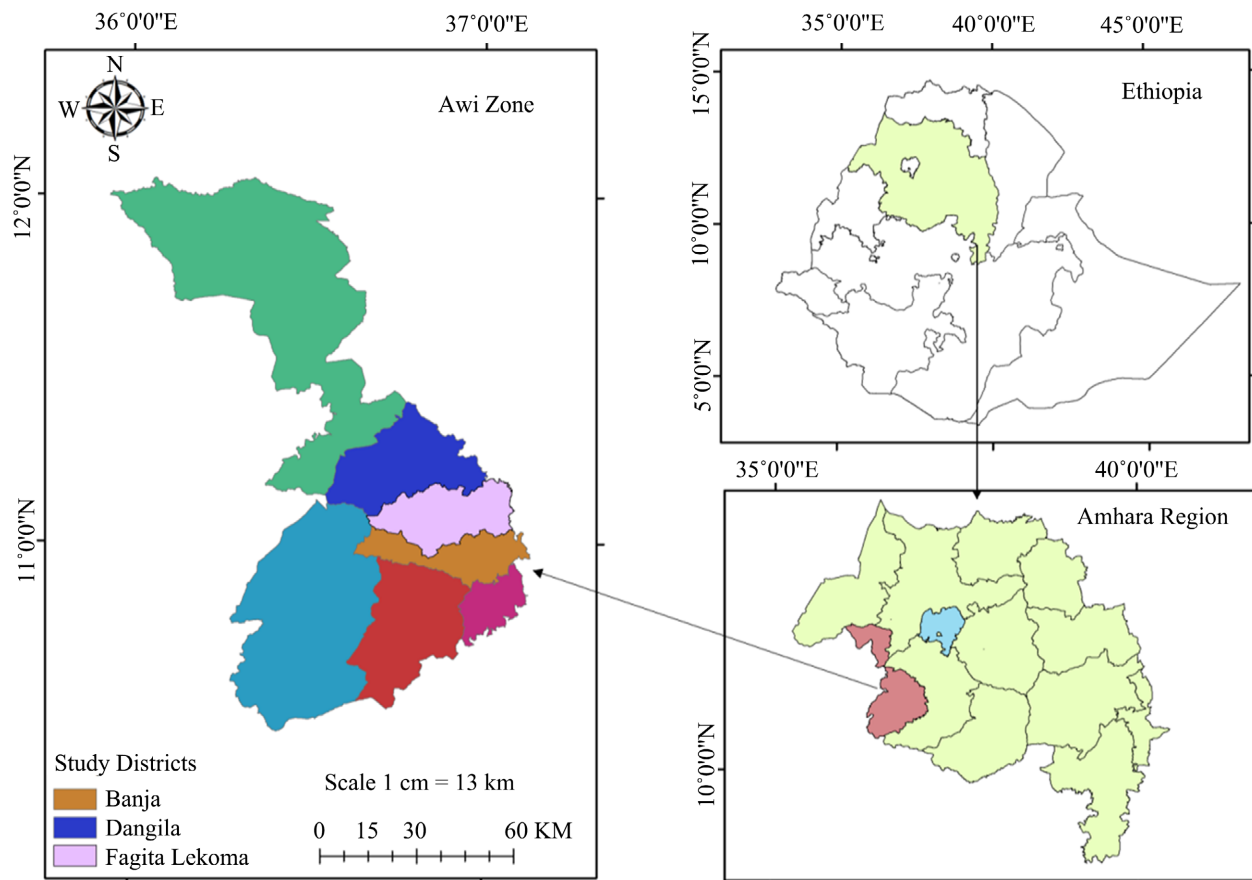 36°0'0"E 37°0'0"E
N
W E
S
Awi Zone
12°0'0"N
11°0'0"N
Study Districts
Banja
Dangila
Fagita Lekoma
Scale 1 cm = 13 km
0 15 30 60 KM
35°0'0"E 40°0'0"E 45°0'0"E
15°0'0"N
Ethiopia
10°0'0"N
5°0'0"N
35°0'0"E 40°0'0"E
Amhara Region
10°0'0"N